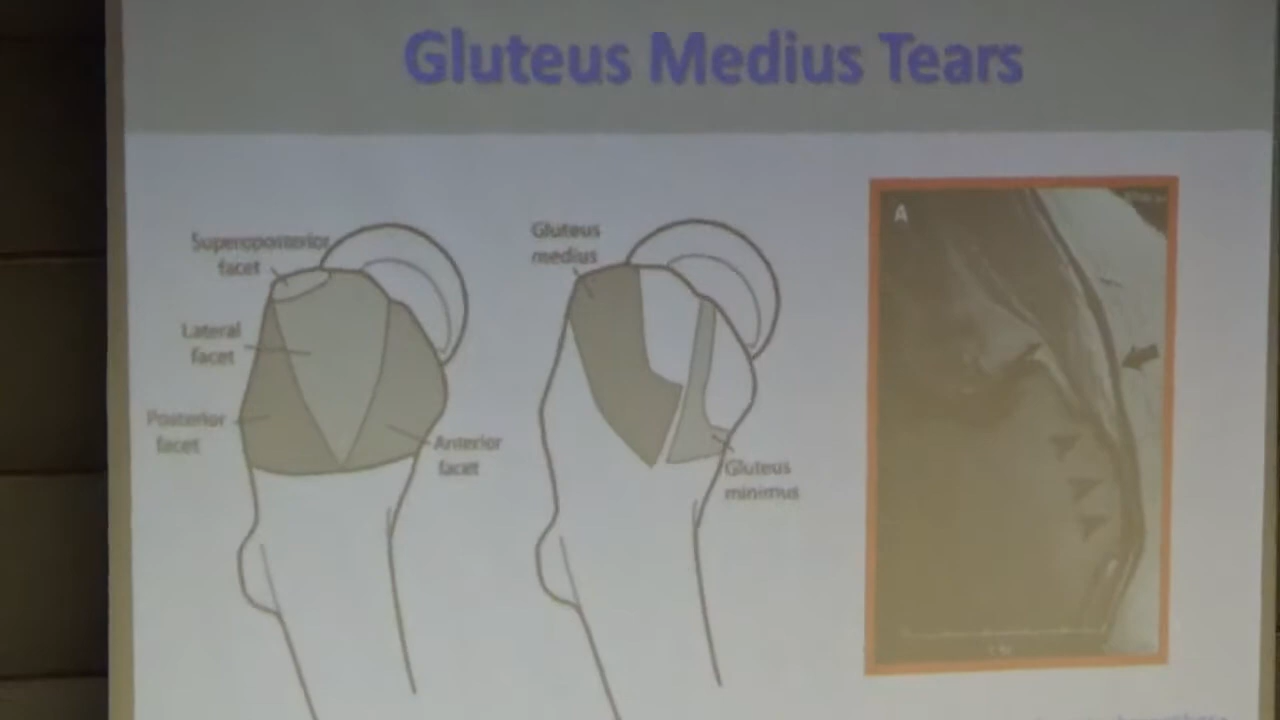 Gluteus Medius Tears
Superoposterior
facet
Lateral
facet
Posterior
facet
Anterior
facet
Gluteus
medius
Gluteus
minimus
A